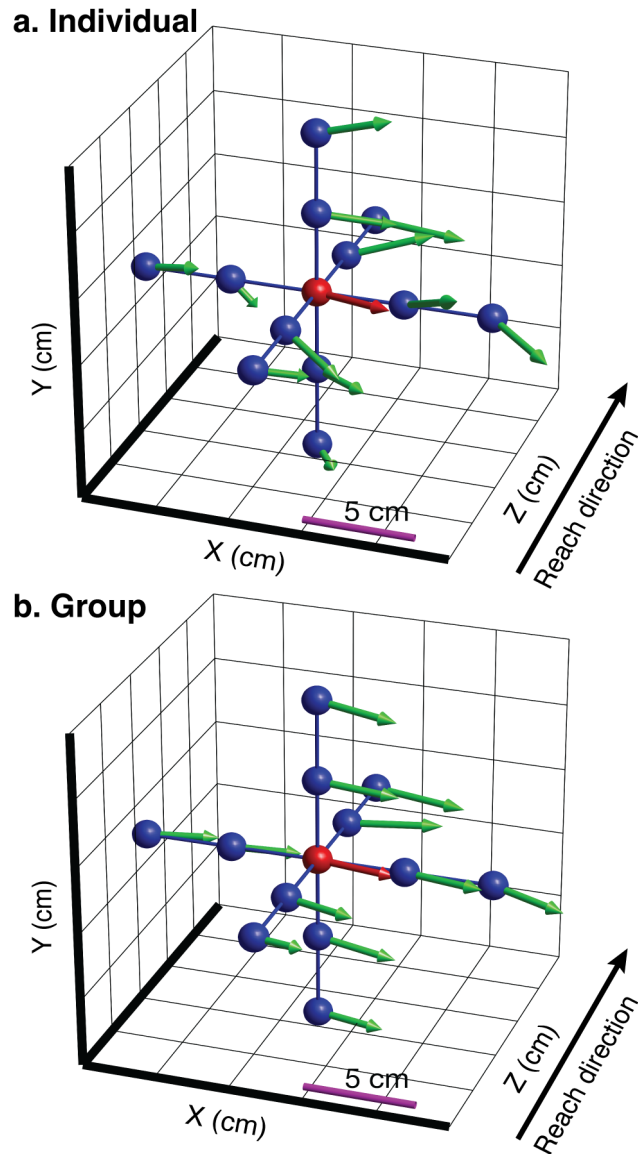 a. Individual
Y (cm)
5 cm
X (cm)
Z (cm)
Reach direction
b. Group
Y (cm)
5 cm
X (cm)
Z (cm)
Reach direction